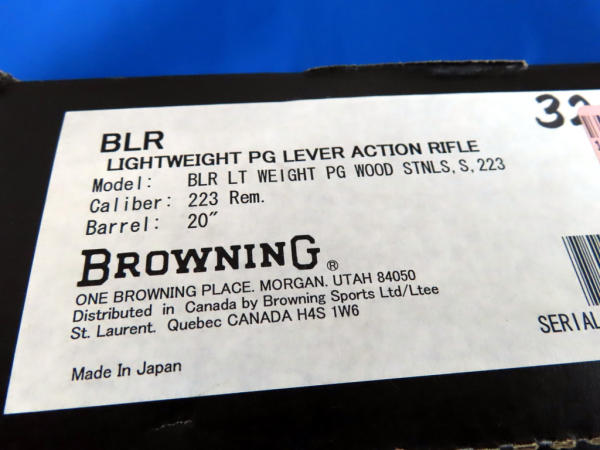 BLR
LIGHTWEIGHT PG LEVER ACTION RIFLE
Model: BLR LT WEIGHT PG WOOD STNLS,S,223
Caliber: 223 Rem.
Barrel: 20"
BROWNING®
ONE BROWNING PLACE. MORGAN. UTAH 84050
Distributed in Canada by Browning Sports Ltd/Ltee
St. Laurent. Quebec CANADA H4S 1W6
Made In Japan
SERIAL